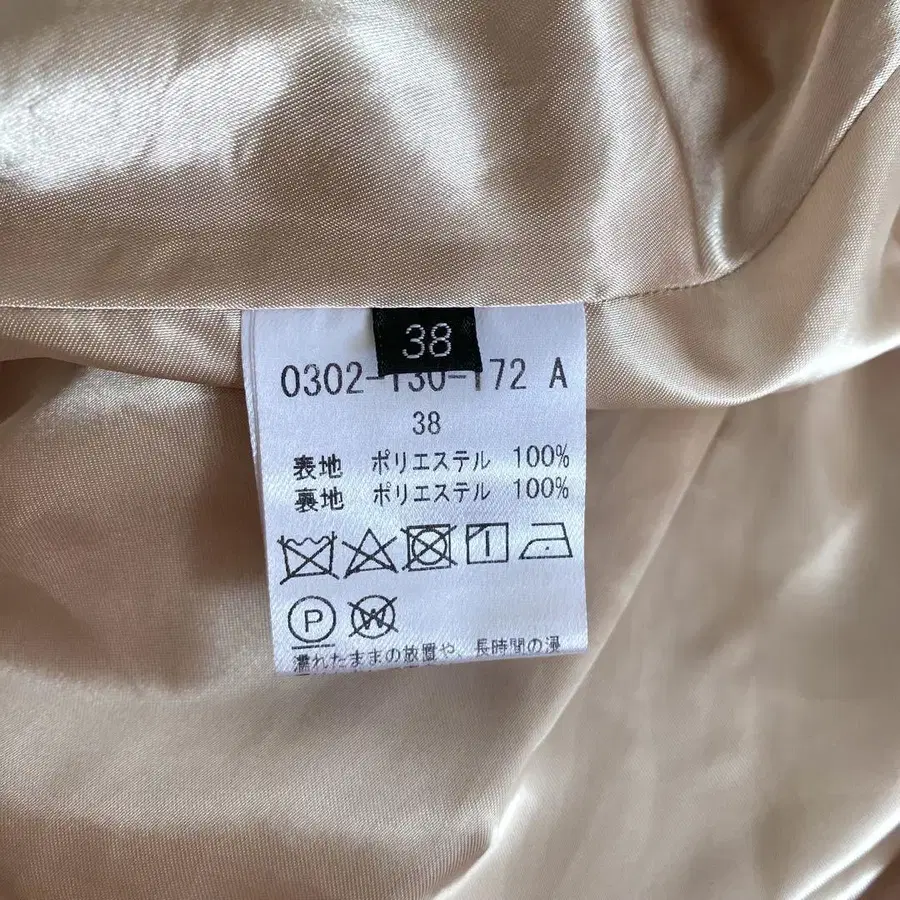 38
0302-130-172 A
38
表地 ポリエステル 100%
裏地 ポリエステル 100%
P
W
濡れたままの放置や、長時間の浸